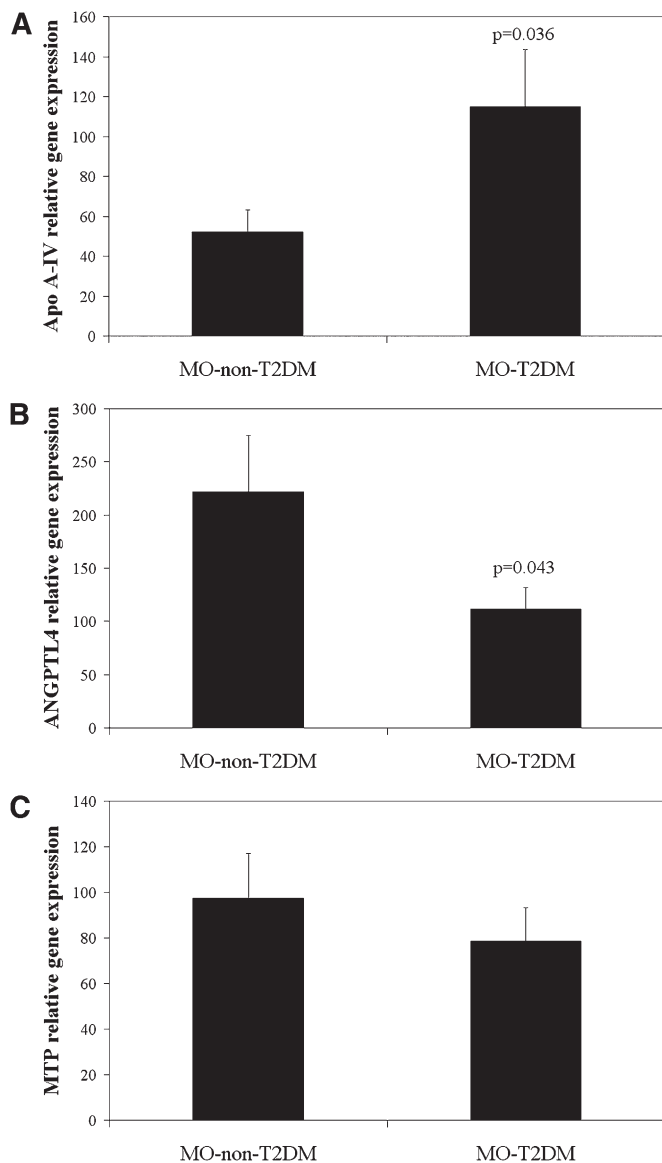 A
Apo A-IV relative gene expression
160
140
120
100
80
60
40
20
0
p=0.036
MO-non-T2DM
MO-T2DM
B
ANGPTL4 relative gene expression
300
250
200
150
100
50
0
p=0.043
MO-non-T2DM
MO-T2DM
C
MTP relative gene expression
140
120
100
80
60
40
20
0
MO-non-T2DM
MO-T2DM